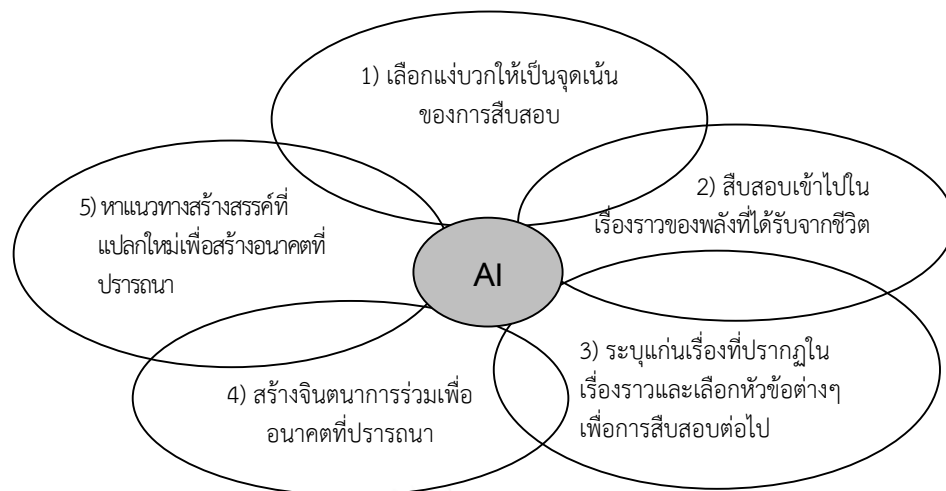 1) เลือกแง่บวกให้เป็นจุดเน้น
ของการสืบสอบ
2) สืบสอบเข้าไปใน
เรื่องราวของพลังที่ได้รับจากชีวิต
3) ระบุแก่นเรื่องที่ปรากฏใน
เรื่องราวและเลือกหัวข้อต่างๆ
เพื่อการสืบสอบต่อไป
4) สร้างจินตนาการร่วมเพื่อ
อนาคตที่ปรารถนา
5) หาแนวทางสร้างสรรค์ที่
แปลกใหม่เพื่อสร้างอนาคตที่
ปรารถนา
AI